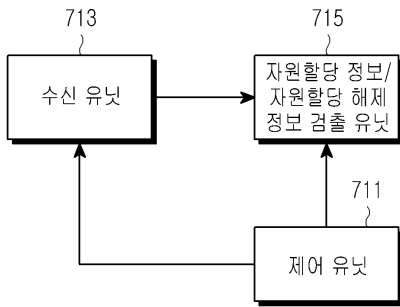 713
715
수신 유닛
자원할당 정보/
자원할당 해제
정보 검출 유닛
711
제어 유닛